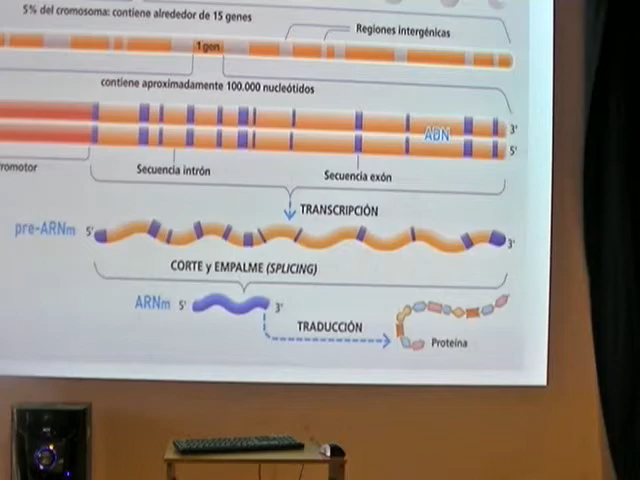 5% del cromosoma: contiene alrededor de 15 genes
Regiones intergénicas
1 gen
contiene aproximadamente 100.000 nucleótidos
ABN
3'
5'
romotor
Secuencia intrón
Secuencia exón
TRANSCRIPCIÓN
pre-ARNm 5'
3'
CORTE y EMPALME (SPLICING)
ARNm 5' 3'
TRADUCCIÓN
Proteína